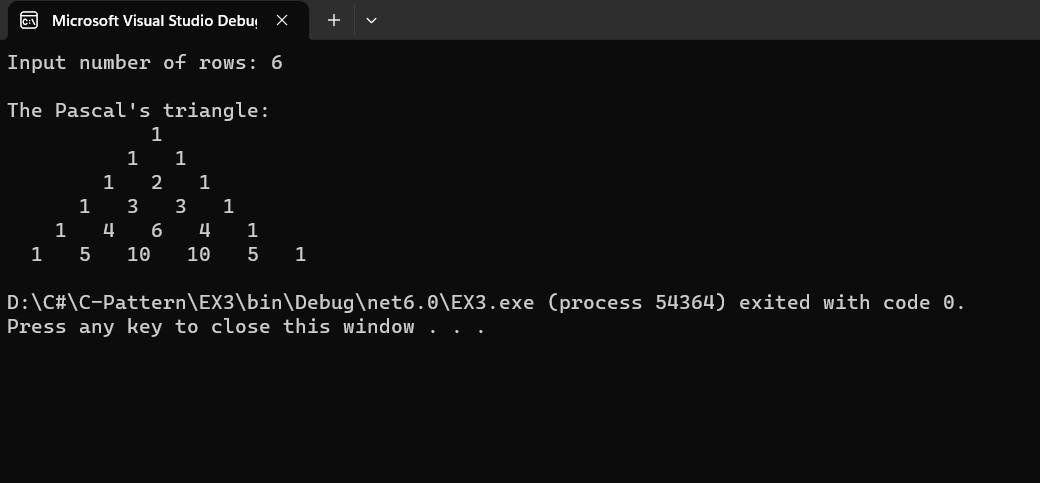 Microsoft Visual Studio Debu
Input number of rows: 6
The Pascal's triangle:
            1
          1   1
        1   2   1
      1   3   3   1
    1   4   6   4   1
  1   5   10   10   5   1
D:\C#\C-Pattern\EX3\bin\Debug\net6.0\EX3.exe (process 54364) exited with code 0.
Press any key to close this window . . .